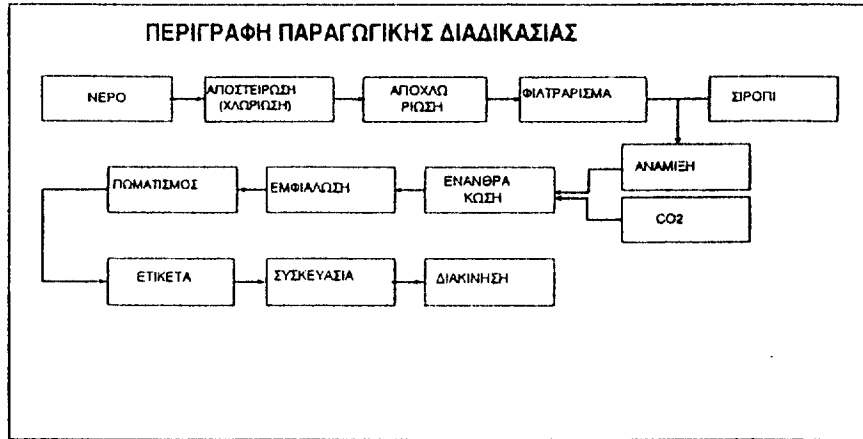 ΠΕΡΙΓΡΑΦΗ ΠΑΡΑΓΩΓΙΚΗΣ ΔΙΑΔΙΚΑΣΙΑΣ
ΝΕΡΟ
ΑΠΟΣΤΕΙΡΩΣΗ
(ΧΛΩΡΙΩΣΗ)
ΑΠΟΧΛΩ
ΡΙΩΣΗ
ΦΙΛΤΡΑΡΙΣΜΑ
ΣΙΡΟΠΙ
ΑΝΑΜΙΞΗ
CO2
ΕΝΑΝΘΡΑ
ΚΩΣΗ
ΕΜΦΙΑΛΩΣΗ
ΠΩΜΑΤΙΣΜΟΣ
ΕΤΙΚΕΤΑ
ΣΥΣΚΕΥΑΣΙΑ
ΔΙΑΚΙΝΗΣΗ